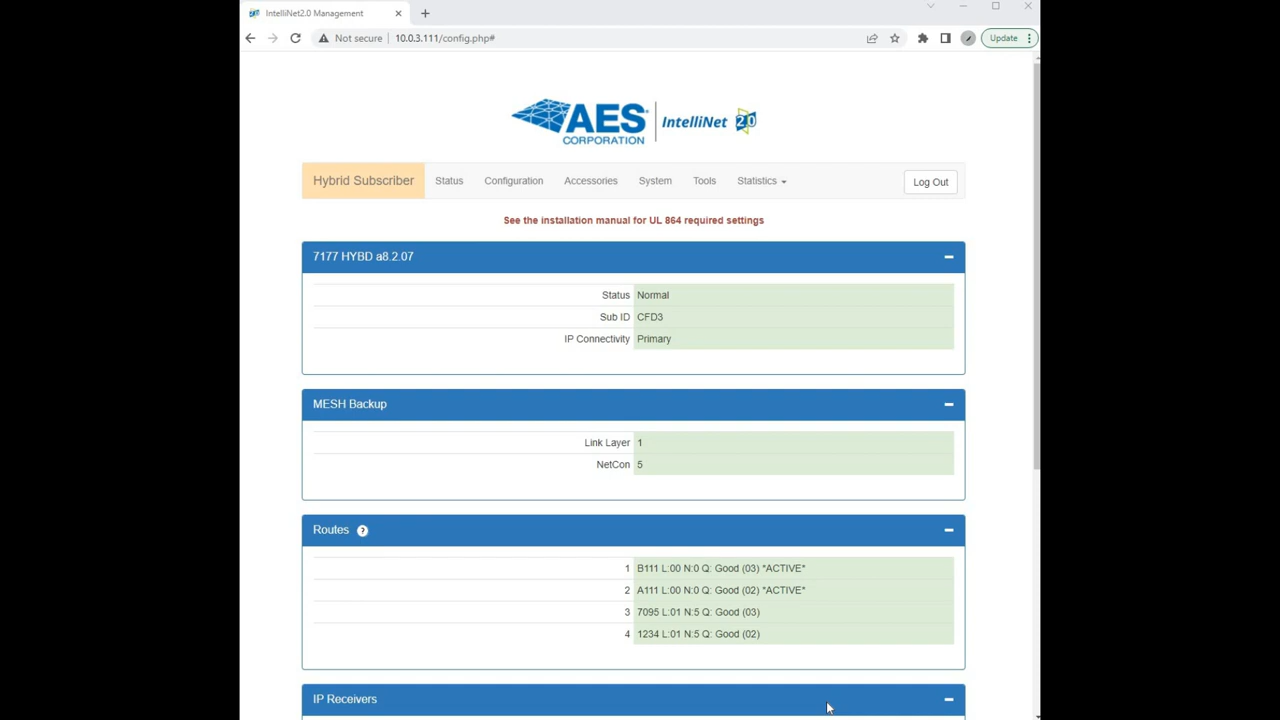 IntelliNet2.0 Management
Not secure 10.0.3.111/config.php#
Update
AES CORPORATION IntelliNet 2.0
Hybrid Subscriber Status Configuration Accessories System Tools Statistics Log Out
See the installation manual for UL 864 required settings
7177 HYBD a8.2.07
Status Normal
Sub ID CFD3
IP Connectivity Primary
MESH Backup
Link Layer 1
NetCon 5
Routes ?
1 B111 L:00 N:0 Q: Good (03) *ACTIVE*
2 A111 L:00 N:0 Q: Good (02) *ACTIVE*
3 7095 L:01 N:5 Q: Good (03)
4 1234 L:01 N:5 Q: Good (02)
IP Receivers